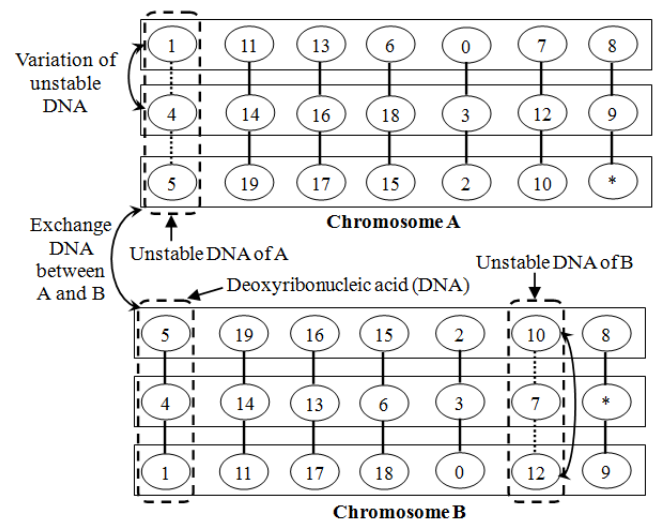 1 11 13 6 0 7 8
Variation of
unstable
DNA
4 14 16 18 3 12 9
5 19 17 15 2 10 *
Chromosome A
Exchange
DNA
between
A and B
Unstable DNA of A
Unstable DNA of B
Deoxyribonucleic acid (DNA)
5 19 16 15 2 10 8
4 14 13 6 3 7 *
1 11 17 18 0 12 9
Chromosome B